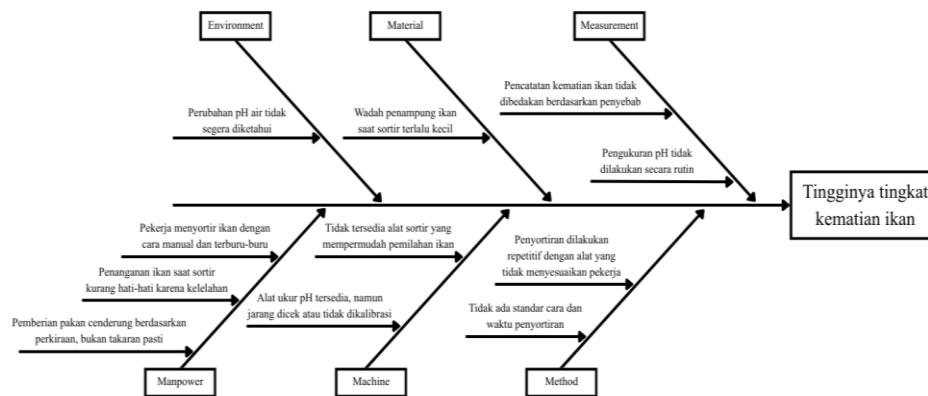 Environment
Material
Measurement
Perubahan pH air tidak
segera diketahui
Wadah penampung ikan
saat sortir terlalu kecil
Pencatatan kematian ikan tidak
dibedakan berdasarkan penyebab
Pengukuran pH tidak
dilakukan secara rutin
Tingginya tingkat
kematian ikan
Pekerja menyortir ikan dengan
cara manual dan terburu-buru
Penanganan ikan saat sortir
kurang hati-hati karena kelelahan
Pemberian pakan cenderung berdasarkan
perkiraan, bukan takaran pasti
Tidak tersedia alat sortir yang
mempermudah pemilahan ikan
Alat ukur pH tersedia, namun
jarang dicek atau tidak dikalibrasi
Penyortiran dilakukan
repetitif dengan alat yang
tidak menyesuaikan pekerja
Tidak ada standar cara dan
waktu penyortiran
Manpower
Machine
Method